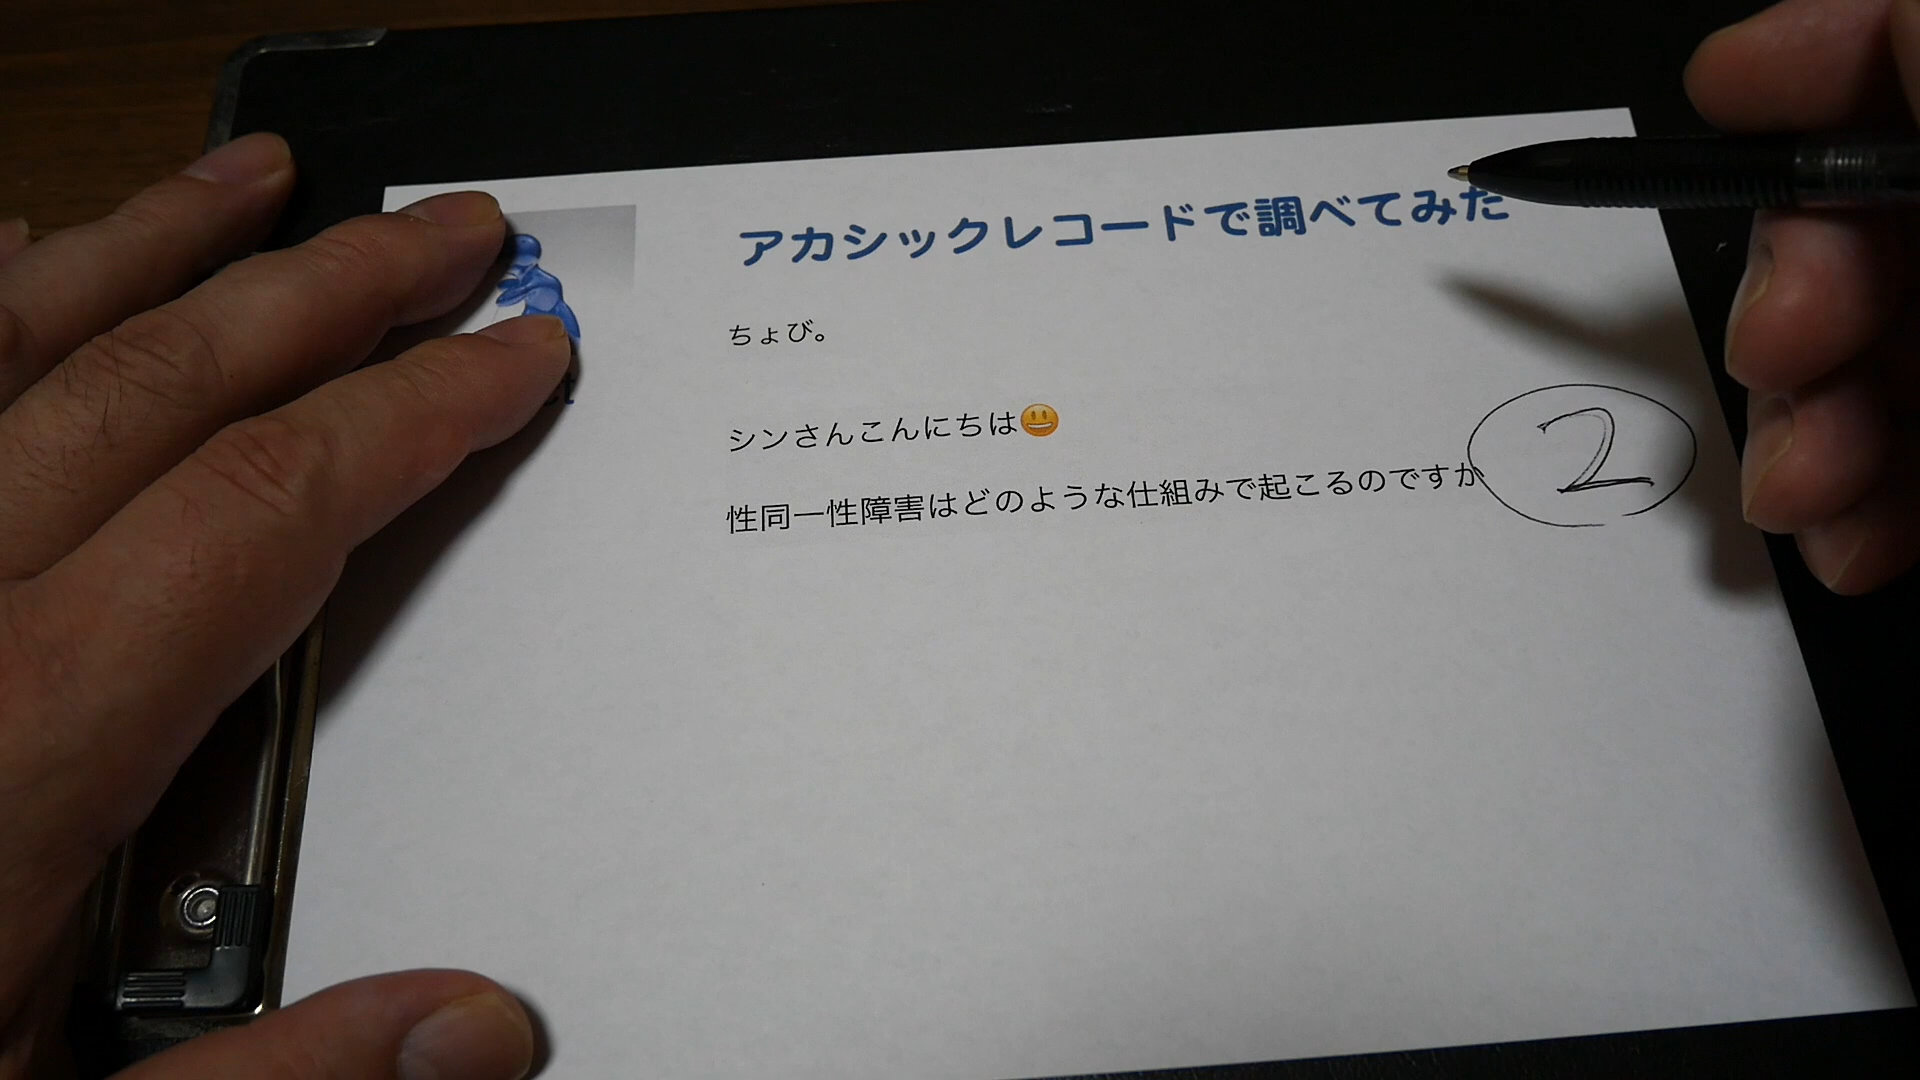 アカシックレコードで調べてみた
ちょび。
シンさんこんにちは😃
性同一性障害はどのような仕組みで起こるのですか
2